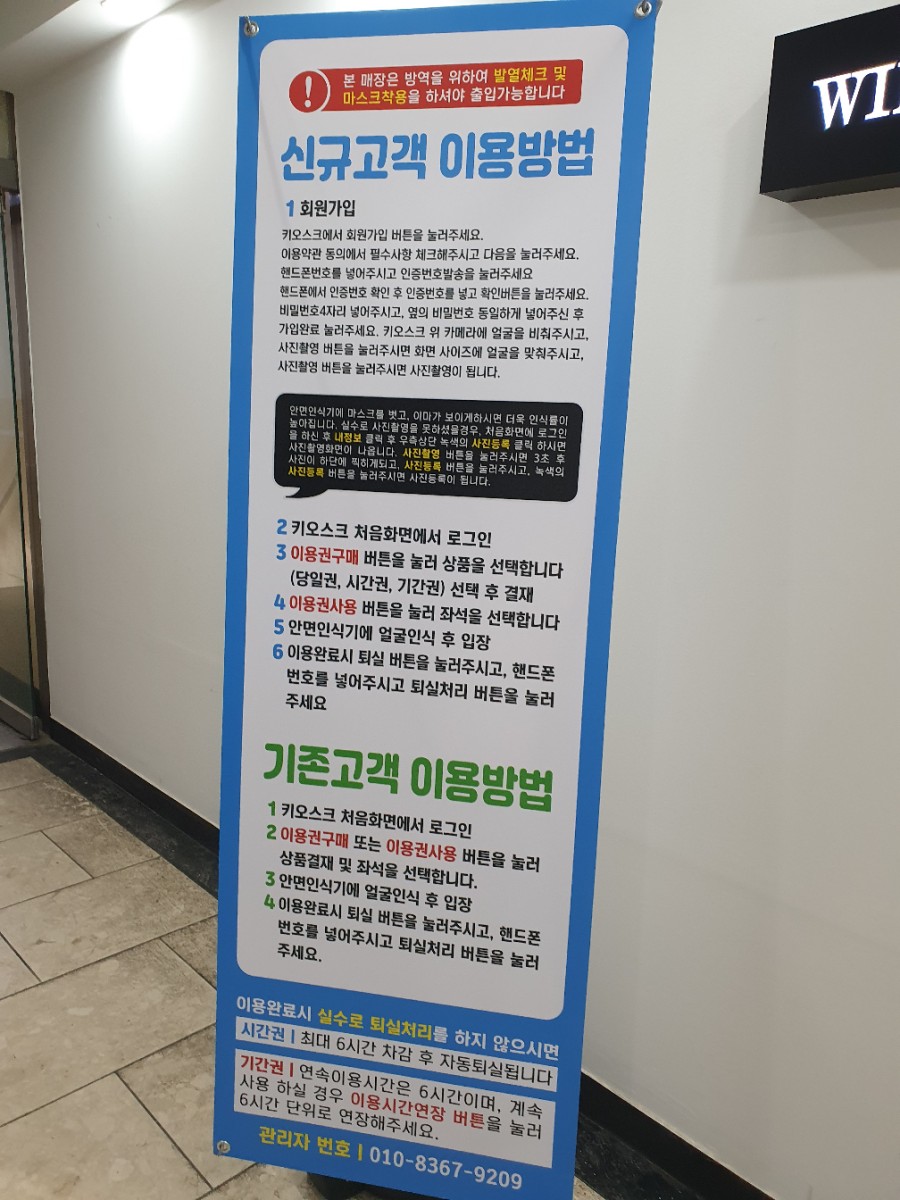 본 매장은 방역을 위하여 발열체크 및
마스크착용을 하셔야 출입가능합니다
신규고객 이용방법
1 회원가입
키오스크에서 회원가입 버튼을 눌러주세요.
이용약관 동의에서 필수사항 체크해주시고 다음을 눌러주세요.
핸드폰번호를 넣어주시고 인증번호발송을 눌러주세요
핸드폰에서 인증번호 확인 후 인증번호를 넣고 확인버튼을 눌러주세요.
비밀번호4자리 넣어주시고, 옆의 비밀번호 동일하게 넣어주신 후
가입완료 눌러주세요. 키오스크 위 카메라에 얼굴을 비춰주시고,
사진촬영 버튼을 눌러주시면 화면 사이즈에 얼굴을 맞춰주시고,
사진촬영 버튼을 눌러주시면 사진촬영이 됩니다.
안면인식기에 마스크를 벗고, 이마가 보이게하시면 더욱 인식률이
높아집니다. 실수로 사진촬영을 못하셨을경우, 처음화면에 로그인
을 하신 후 내정보 클릭 후 우측상단 녹색의 사진등록 클릭 하시면
사진촬영화면이 나옵니다. 사진촬영 버튼을 눌러주시면 3초 후
사진이 하단에 찍히게되고, 사진등록 버튼을 눌러주시고, 녹색의
사진등록 버튼을 눌러주시면 사진등록이 됩니다.
2 키오스크 처음화면에서 로그인
3 이용권구매 버튼을 눌러 상품을 선택합니다
(당일권, 시간권, 기간권) 선택 후 결재
4 이용권사용 버튼을 눌러 좌석을 선택합니다
5 안면인식기에 얼굴인식 후 입장
6 이용완료시 퇴실 버튼을 눌러주시고, 핸드폰
번호를 넣어주시고 퇴실처리 버튼을 눌러
주세요
기존고객 이용방법
1 키오스크 처음화면에서 로그인
2 이용권구매 또는 이용권사용 버튼을 눌러
상품결재 및 좌석을 선택합니다.
3 안면인식기에 얼굴인식 후 입장
4 이용완료시 퇴실 버튼을 눌러주시고, 핸드폰
번호를 넣어주시고 퇴실처리 버튼을 눌러
주세요.
이용완료시 실수로 퇴실처리를 하지 않으시면
시간권 | 최대 6시간 차감 후 자동퇴실됩니다
기간권 | 연속이용시간은 6시간이며, 계속
사용 하실 경우 이용시간연장 버튼을 눌러
6시간 단위로 연장해주세요.
관리자 번호 | 010-8367-9209